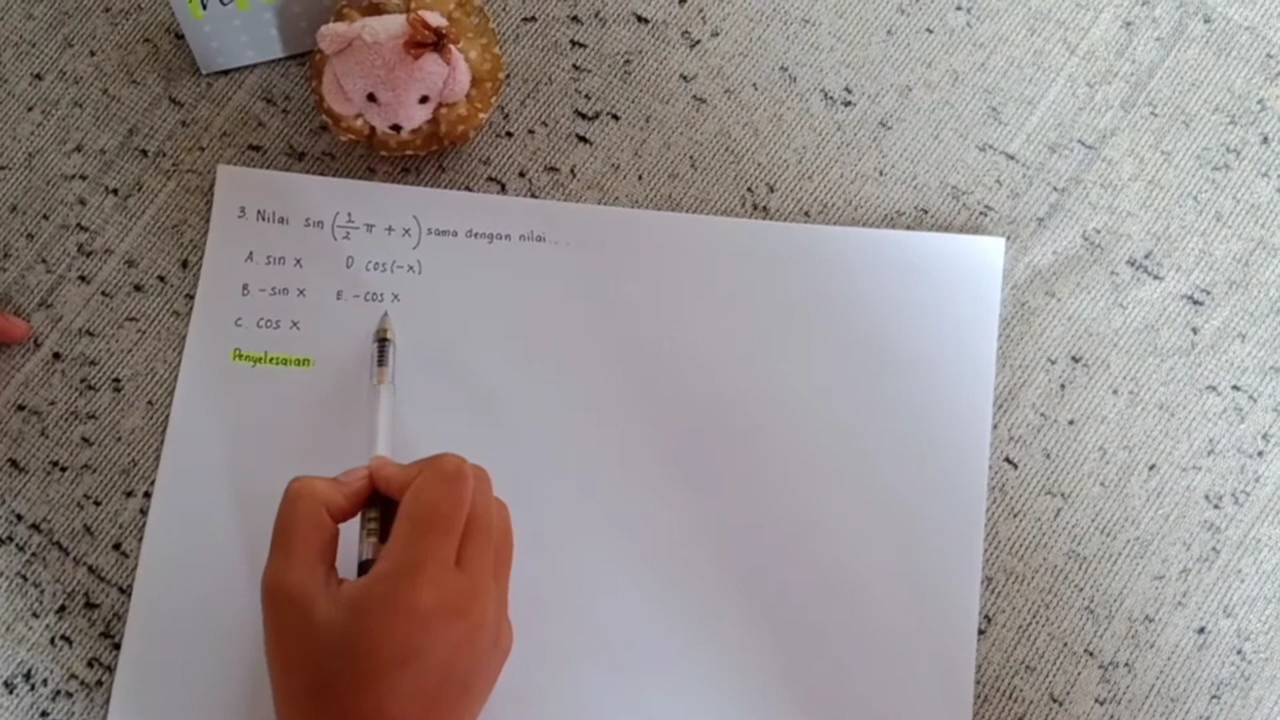 3. Nilai sin (1/2 π + x) sama dengan nilai...
A. sin x D. cos(-x)
B. -sin x E. -cos x
C. cos x
Penyelesaian: